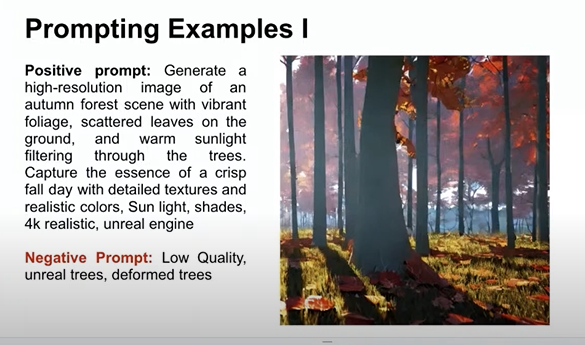 Prompting Examples I
Positive prompt: Generate a
high-resolution image of an
autumn forest scene with vibrant
foliage, scattered leaves on the
ground, and warm sunlight
filtering through the trees.
Capture the essence of a crisp
fall day with detailed textures and
realistic colors, Sun light, shades,
4k realistic, unreal engine
Negative Prompt: Low Quality,
unreal trees, deformed trees